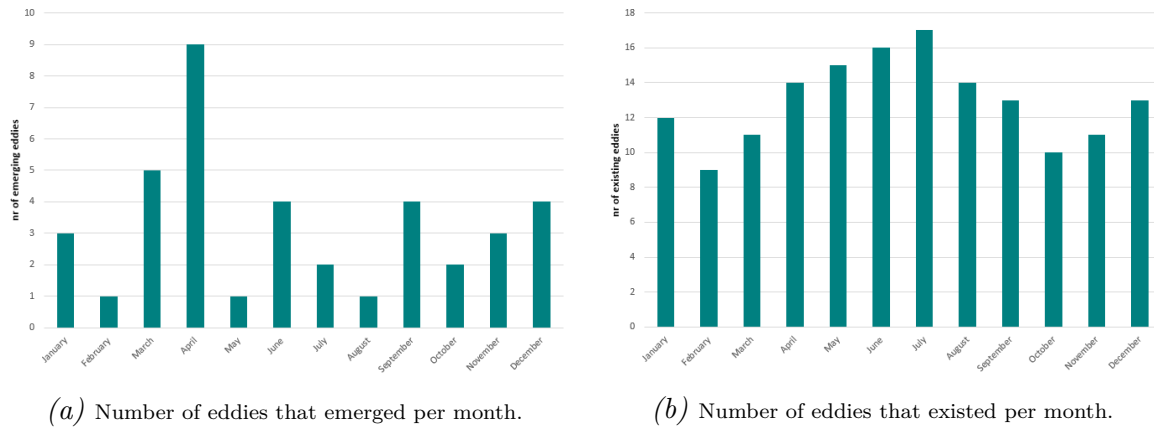 10
9
8
7
6
5
4
3
2
1
0
nr of emerging eddies
January
February
March
April
May
June
July
August
September
October
November
December
(a) Number of eddies that emerged per month.
18
16
14
12
10
8
6
4
2
0
nr of existing eddies
January
February
March
April
May
June
July
August
September
October
November
December
(b) Number of eddies that existed per month.